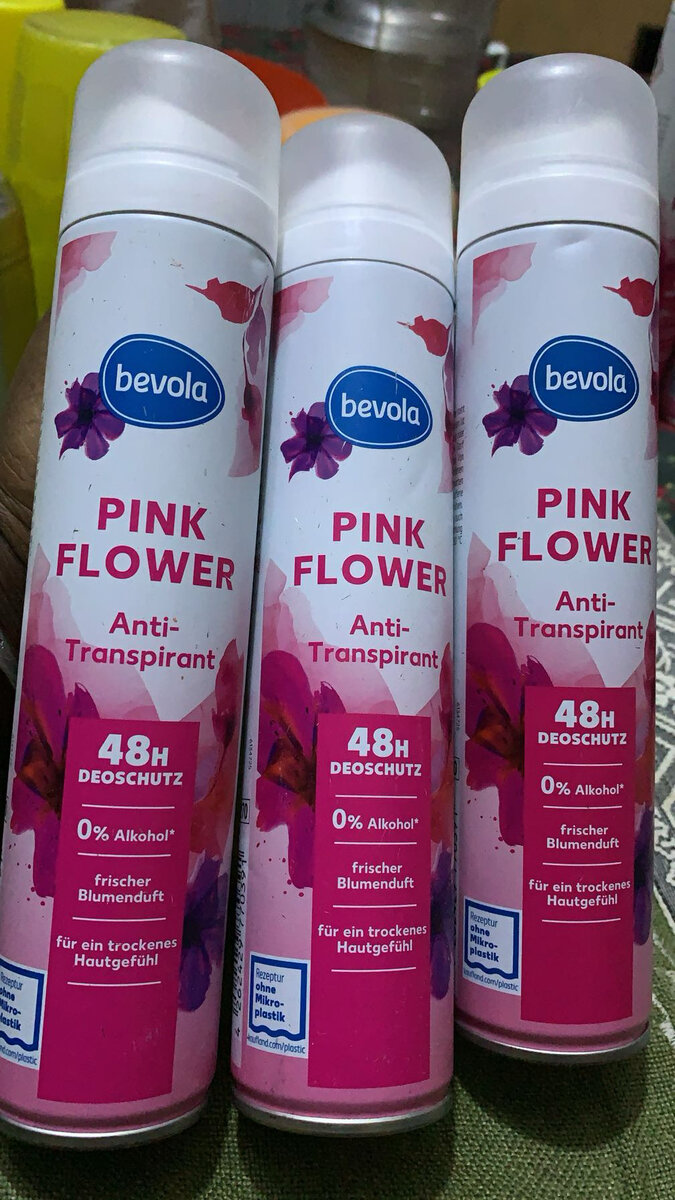 bevola
PINK
FLOWER
Anti-
Transpirant
48H
DEOSCHUTZ
0% Alkohol*
frischer
Blumenduft
für ein trockenes
Hautgefühl
ohne
Mikro-
plastik
bevola
PINK
FLOWER
Anti-
Transpirant
48H
DEOSCHUTZ
0% Alkohol*
frischer
Blumenduft
für ein trockenes
Hautgefühl
Rezeptur
ohne
Mikro-
plastik
kaufland.com/plastic
bevola
PINK
FLOWER
Anti-
Transpirant
48H
DEOSCHUTZ
0% Alkohol*
frischer
Blumenduft
für ein trockenes
Hautgefühl
Rezeptur
ohne
Mikro-
plastik
kaufland.com/plastic